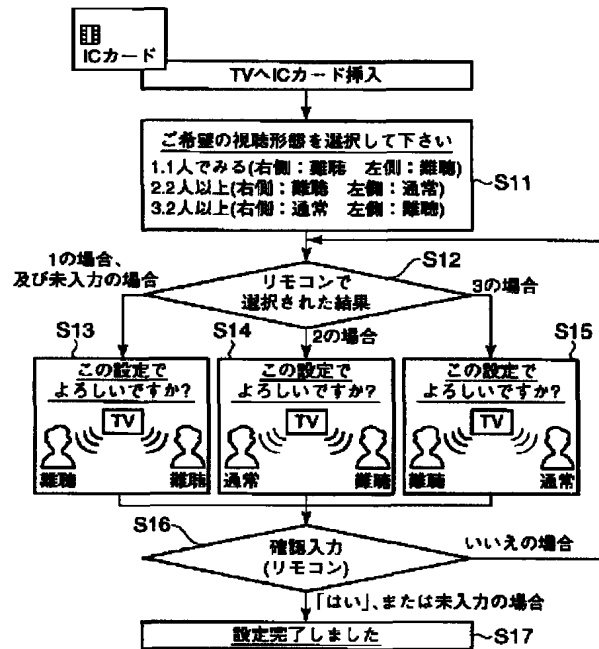 ICカード
TVへICカード挿入
ご希望の視聴形態を選択して下さい
1.1人でみる(右側：難聴　左側：難聴)
2.2人以上(右側：難聴　左側：通常)
3.2人以上(右側：通常　左側：難聴)
S11
S12
1の場合、
及び未入力の場合
リモコンで
選択された結果
3の場合
2の場合
S13
この設定で
よろしいですか?
TV
難聴
難聴
S14
この設定で
よろしいですか?
TV
通常
難聴
S15
この設定で
よろしいですか?
TV
難聴
通常
S16
確認入力
(リモコン)
いいえの場合
「はい」、または未入力の場合
設定完了しました
S17